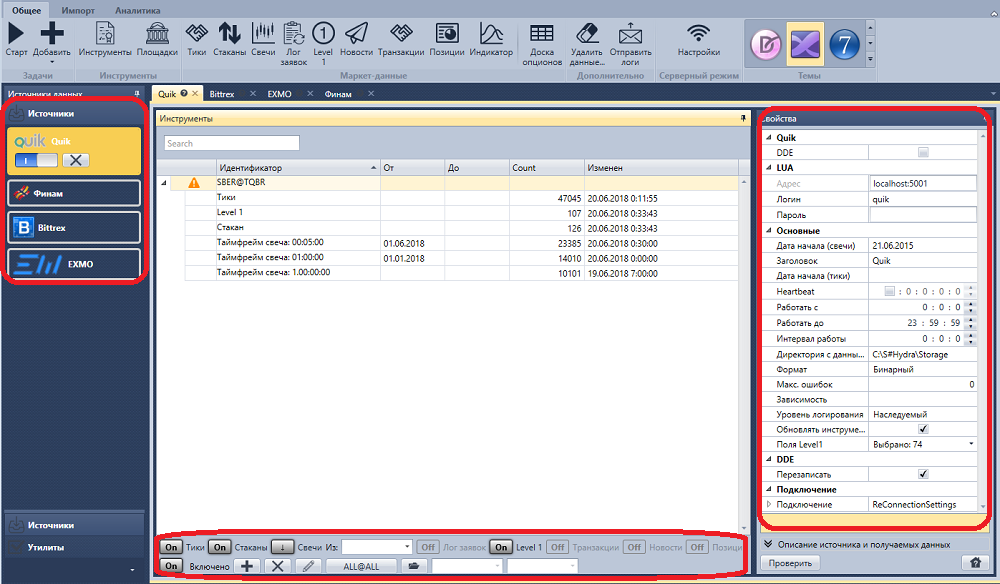 Общее Импорт Аналитика
Старт Добавить Инструменты Площадки Тики Стаканы Свечи Лог заявок Level 1 Новости Транзакции Позиции Индикатор Доска опционов Удалить данные... Отправить логи Настройки
Задачи Инструменты Маркет-данные Дополнительно Серверный режим Темы
Источники данных
Источники
quik Quik
Финам
B Bittrex
EXMO
Источники
Утилиты
Quik Bittrex EXMO Финам
Инструменты
Search
Идентификатор От До Count Изменен
SBER@TQBR
Тики 47045 20.06.2018 0:11:55
Level 1 107 20.06.2018 0:33:43
Стакан 126 20.06.2018 0:33:43
Таймфрейм свеча: 00:05:00 01.06.2018 23385 20.06.2018 0:30:00
Таймфрейм свеча: 01:00:00 01.01.2018 14010 20.06.2018 0:00:00
Таймфрейм свеча: 1.00:00:00 10101 19.06.2018 7:00:00
On Тики On Стаканы Свечи Из: Off Лог заявок On Level 1 Off Транзакции Off Новости Off Позици
On Включено ALL@ALL
Свойства
Quik
DDE
LUA
Адрес localhost:5001
Логин quik
Пароль
Основные
Дата начала (свечи) 21.06.2015
Заголовок Quik
Дата начала (тики)
Heartbeat : 0 : 0 : 0 : 0
Работать с 0 : 0 : 0
Работать до 23 : 59 : 59
Интервал работы 0 : 0 : 0
Директория с данны... C:\S#Hydra\Storage
Формат Бинарный
Макс. ошибок 0
Зависимость
Уровень логирования Наследуемый
Обновлять инструме...
Поля Level1 Выбрано: 74
DDE
Перезаписать
Подключение
Подключение ReConnectionSettings
Описание источника и получаемых данных
Проверить